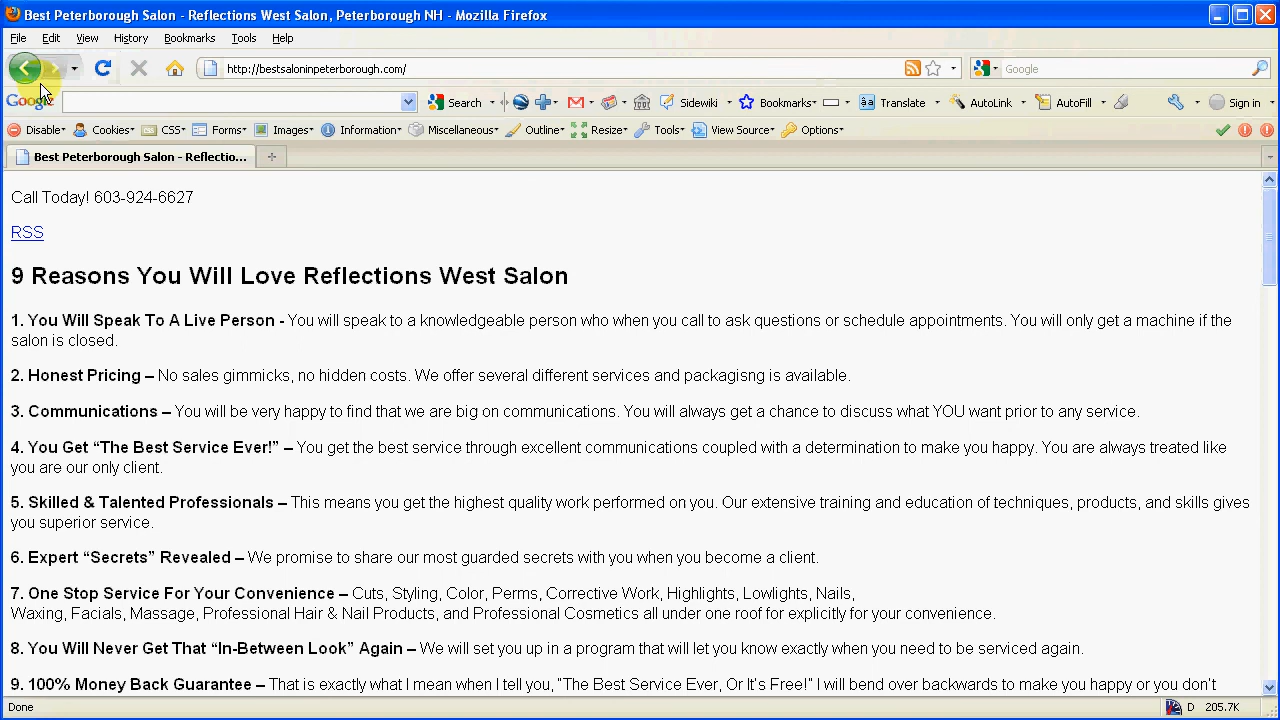 Best Peterborough Salon - Reflections West Salon, Peterborough NH - Mozilla Firefox
File Edit View History Bookmarks Tools Help
http://bestsaloninpeterborough.com/ Google
Google Search Sidewiki Bookmarks Translate AutoLink AutoFill Sign in
Disable Cookies CSS Forms Images Information Miscellaneous Outline Resize Tools View Source Options
Best Peterborough Salon - Reflectio...
Call Today! 603-924-6627
RSS
9 Reasons You Will Love Reflections West Salon
1. You Will Speak To A Live Person - You will speak to a knowledgeable person who when you call to ask questions or schedule appointments. You will only get a machine if the
salon is closed.
2. Honest Pricing – No sales gimmicks, no hidden costs. We offer several different services and packagisng is available.
3. Communications – You will be very happy to find that we are big on communications. You will always get a chance to discuss what YOU want prior to any service.
4. You Get “The Best Service Ever!” – You get the best service through excellent communications coupled with a determination to make you happy. You are always treated like
you are our only client.
5. Skilled & Talented Professionals – This means you get the highest quality work performed on you. Our extensive training and education of techniques, products, and skills gives
you superior service.
6. Expert “Secrets” Revealed – We promise to share our most guarded secrets with you when you become a client.
7. One Stop Service For Your Convenience – Cuts, Styling, Color, Perms, Corrective Work, Highlights, Lowlights, Nails,
Waxing, Facials, Massage, Professional Hair & Nail Products, and Professional Cosmetics all under one roof for explicitly for your convenience.
8. You Will Never Get That “In-Between Look” Again – We will set you up in a program that will let you know exactly when you need to be serviced again.
9. 100% Money Back Guarantee – That is exactly what I mean when I tell you, “The Best Service Ever, Or It’s Free!” I will bend over backwards to make you happy or you don’t
Done D 205.7K